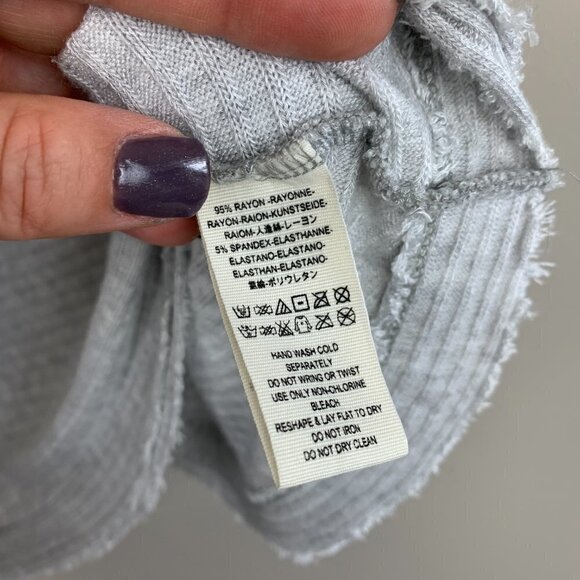 95% RAYON -RAYONNE-
RAYON-RAION-KUNSTSEIDE-
RAIOM-人造絲-レーヨン
5% SPANDEX-ELASTHANNE-
ELASTANO-ELASTANO-
ELASTHAN-ELASTANO-
氨綸-ポリウレタン
HAND WASH COLD
SEPARATELY
DO NOT WRING OR TWIST
USE ONLY NON-CHLORINE
BLEACH
RESHAPE & LAY FLAT TO DRY
DO NOT IRON
DO NOT DRY CLEAN